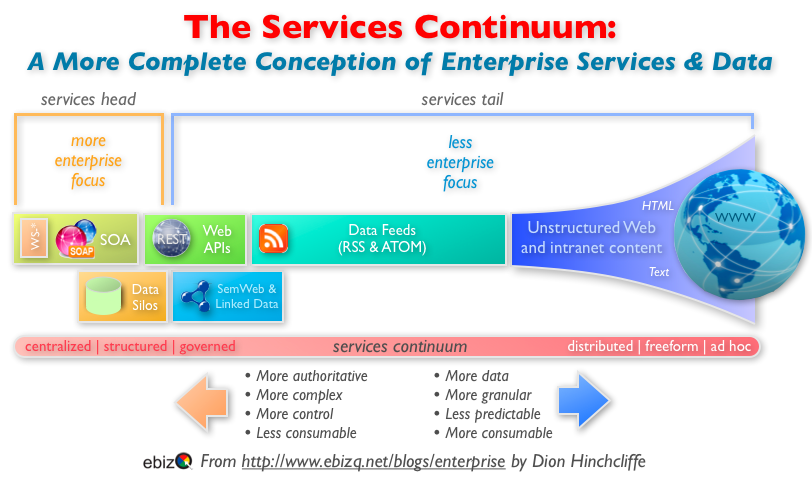 The Services Continuum:
A More Complete Conception of Enterprise Services & Data
services head
services tail
more
enterprise
focus
less
enterprise
focus
WS-*
SOAP
SOA
REST
Web
APIs
Data Feeds
(RSS & ATOM)
HTML
Unstructured Web
and intranet content
Text
WWW
Data
Silos
SemWeb &
Linked Data
centralized | structured | governed
services continuum
distributed | freeform | ad hoc
• More authoritative
• More complex
• More control
• Less consumable
• More data
• More granular
• Less predictable
• More consumable
ebizQ From http://www.ebizq.net/blogs/enterprise by Dion Hinchcliffe